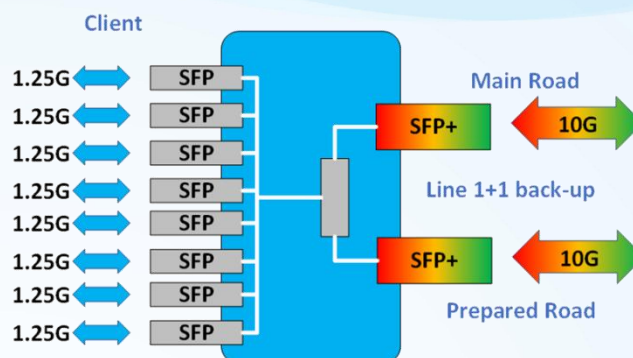 Client
1.25G SFP
1.25G SFP
1.25G SFP
1.25G SFP
1.25G SFP
1.25G SFP
1.25G SFP
1.25G SFP
Main Road
SFP+ 10G
Line 1+1 back-up
SFP+ 10G
Prepared Road